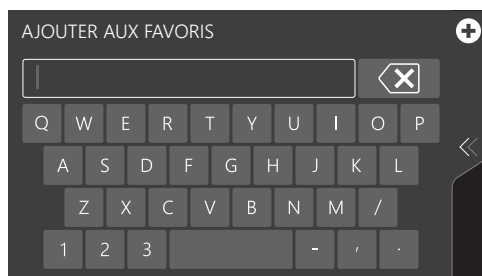 AJOUTER AUX FAVORIS
Q W E R T Y U I O P
A S D F G H J K L
Z X C V B N M /
1 2 3 - , .